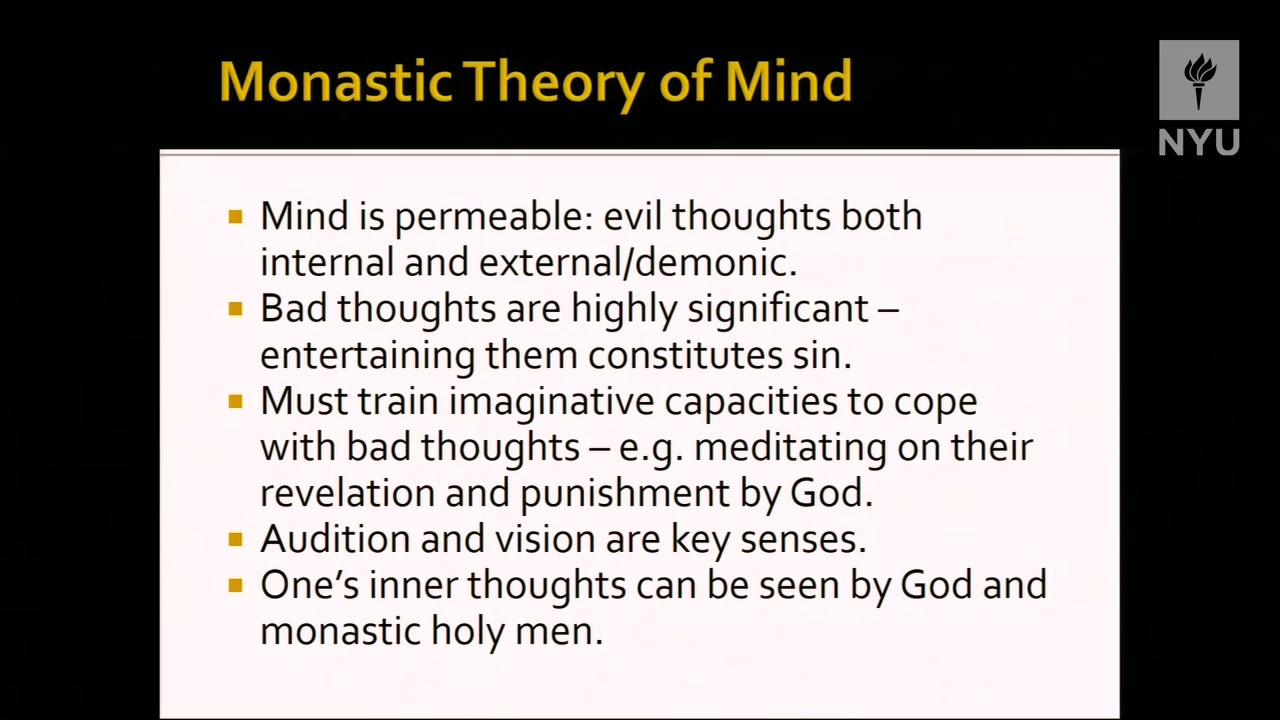 Monastic Theory of Mind
NYU
■ Mind is permeable: evil thoughts both
internal and external/demonic.
■ Bad thoughts are highly significant –
entertaining them constitutes sin.
■ Must train imaginative capacities to cope
with bad thoughts – e.g. meditating on their
revelation and punishment by God.
■ Audition and vision are key senses.
■ One’s inner thoughts can be seen by God and
monastic holy men.